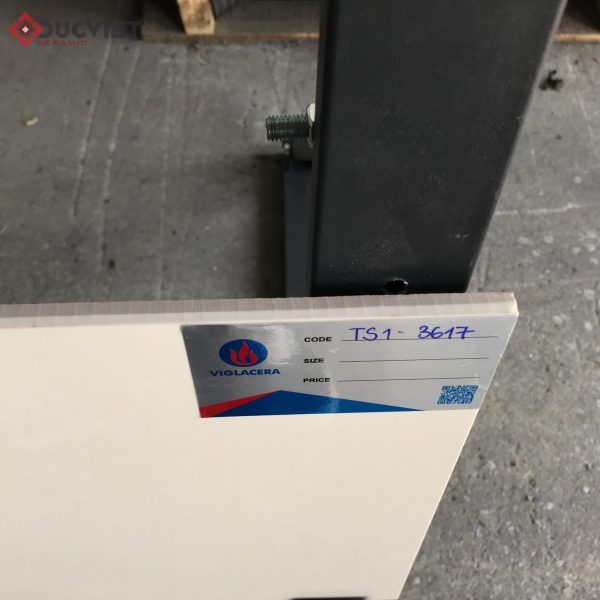 DUCVIET
CERAMIC
CODE TS1-3617
SIZE
VIGLACERA
PRICE